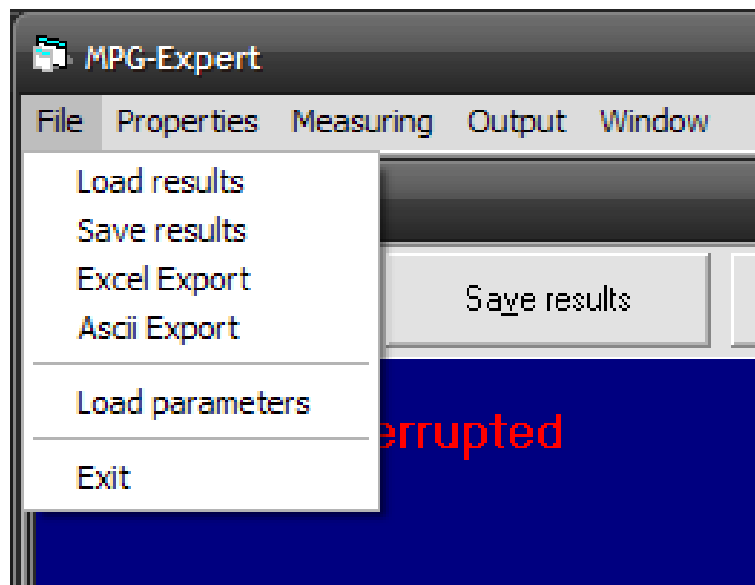 MPG-Expert
File Properties Measuring Output Window
Load results
Save results
Excel Export
Ascii Export
Load parameters
Exit
Save results
errupted